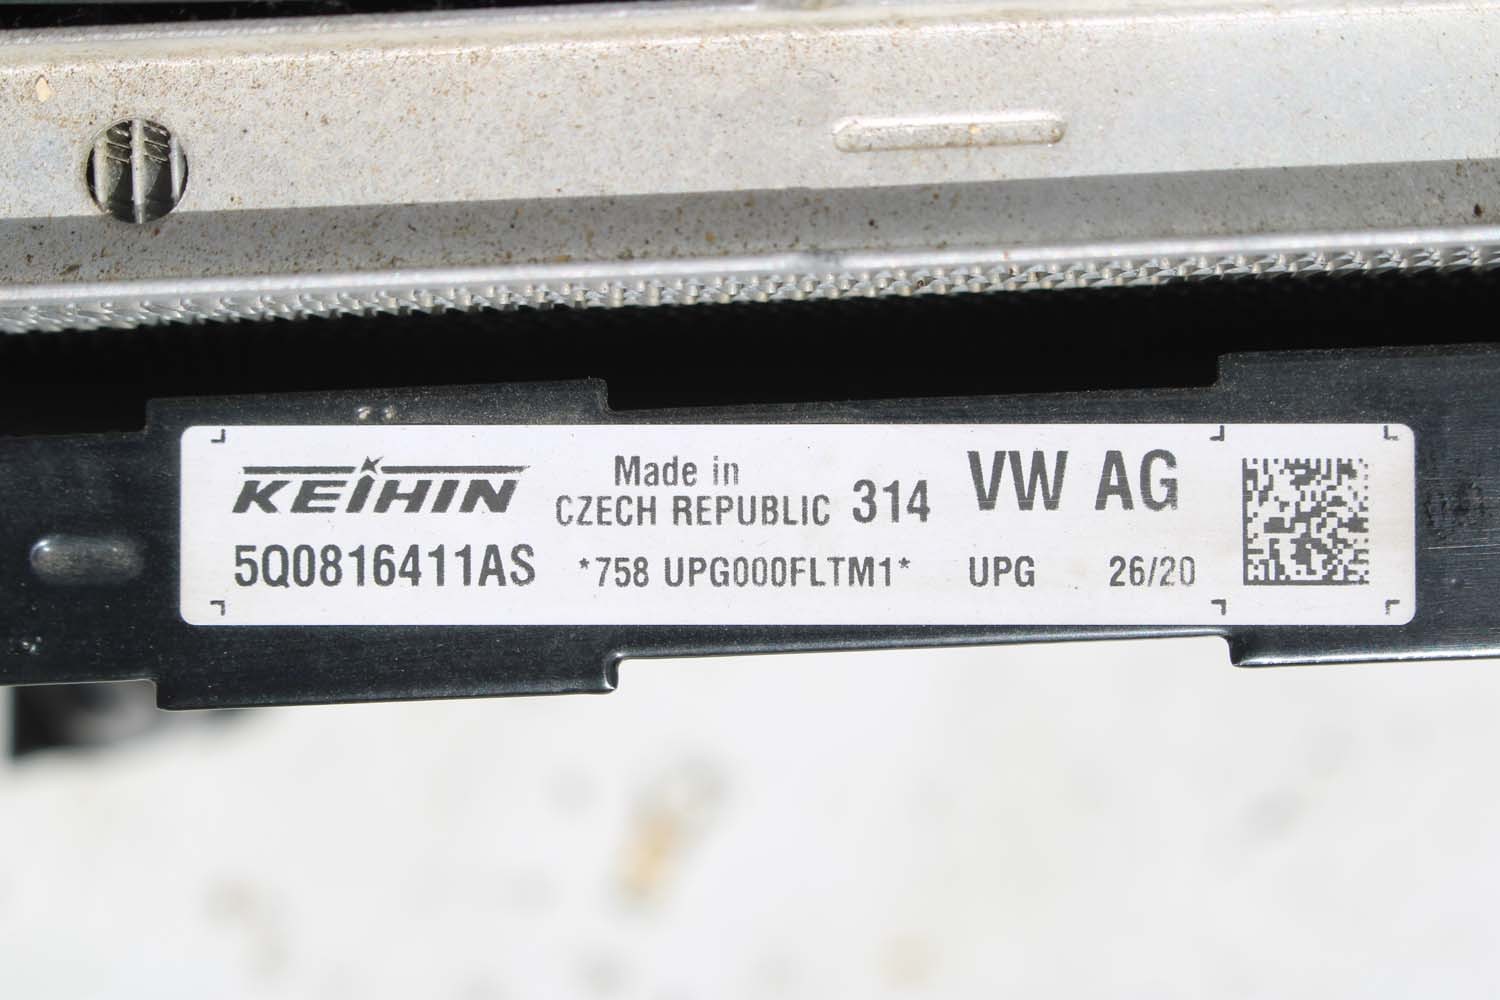 KEIHIN Made in CZECH REPUBLIC 314 VW AG
5Q0816411AS *758 UPG000FLTM1* UPG 26/20